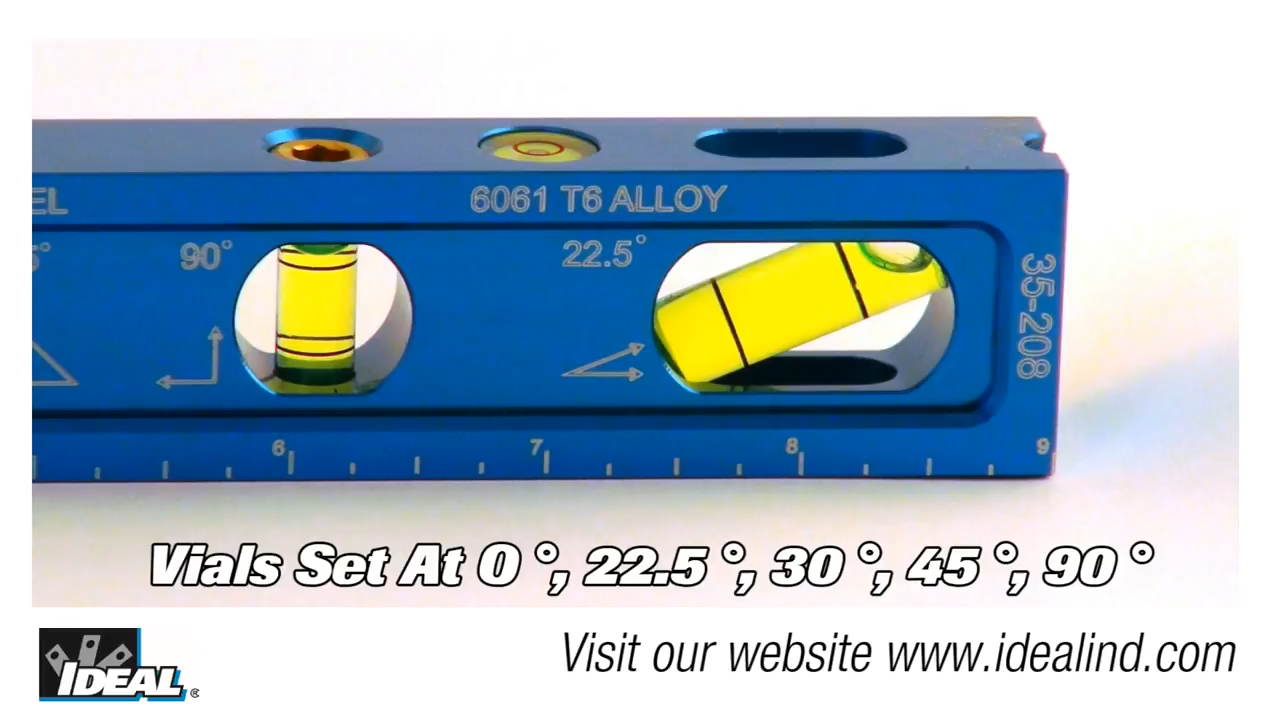 6061 T6 ALLOY
EL
5°
90°
22.5°
35-208
6
7
8
9
Vials Set At 0°, 22.5°, 30°, 45°, 90°
IDEAL
Visit our website www.idealind.com